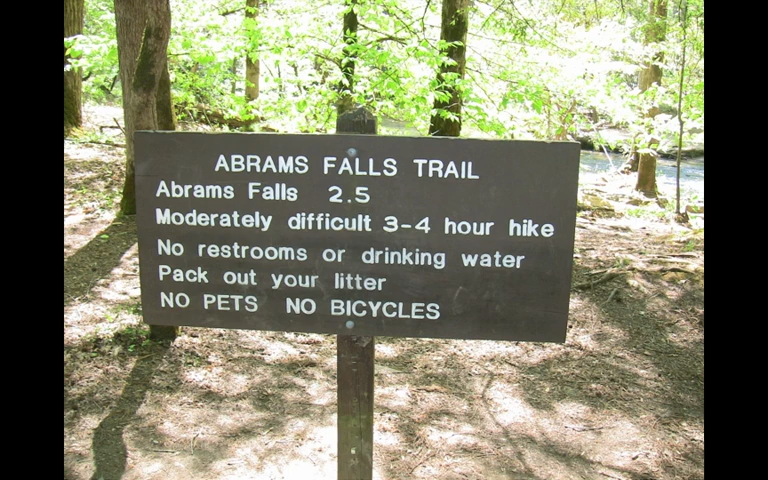 ABRAMS FALLS TRAIL
Abrams Falls 2.5
Moderately difficult 3-4 hour hike
No restrooms or drinking water
Pack out your litter
NO PETS NO BICYCLES